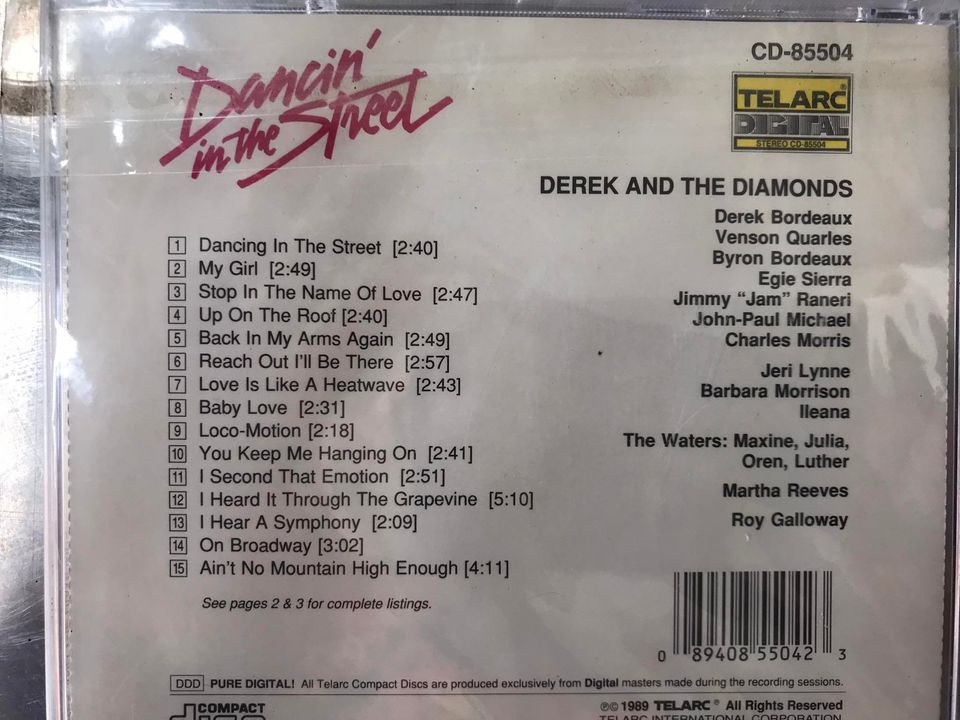 Dancin'
in the Street
CD-85504
TELARC®
DIGITAL
STEREO CD-85504
DEREK AND THE DIAMONDS
Derek Bordeaux
Venson Quarles
Byron Bordeaux
Egie Sierra
Jimmy "Jam" Raneri
John-Paul Michael
Charles Morris
Jeri Lynne
Barbara Morrison
Ileana
The Waters: Maxine, Julia,
Oren, Luther
Martha Reeves
Roy Galloway
1 Dancing In The Street [2:40]
2 My Girl [2:49]
3 Stop In The Name Of Love [2:47]
4 Up On The Roof [2:40]
5 Back In My Arms Again [2:49]
6 Reach Out I'll Be There [2:57]
7 Love Is Like A Heatwave [2:43]
8 Baby Love [2:31]
9 Loco-Motion [2:18]
10 You Keep Me Hanging On [2:41]
11 I Second That Emotion [2:51]
12 I Heard It Through The Grapevine [5:10]
13 I Hear A Symphony [2:09]
14 On Broadway [3:02]
15 Ain't No Mountain High Enough [4:11]
See pages 2 & 3 for complete listings.
0 89408 55042 3
DDD PURE DIGITAL! All Telarc Compact Discs are produced exclusively from Digital masters made during the recording sessions.
COMPACT
disc
℗© 1989 TELARC® All Rights Reserved
TELARC INTERNATIONAL CORPORATION